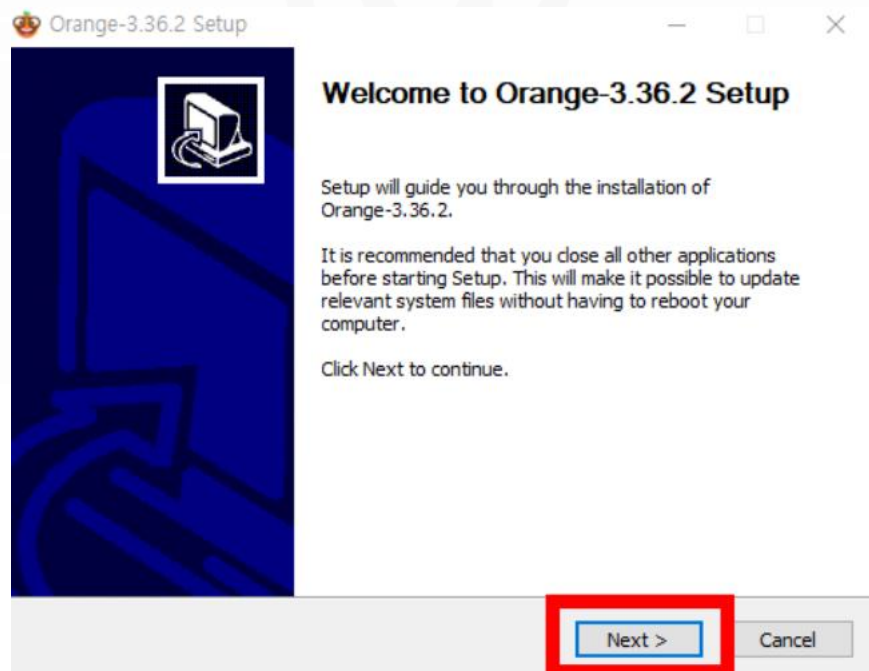 Orange-3.36.2 Setup
Welcome to Orange-3.36.2 Setup
Setup will guide you through the installation of
Orange-3.36.2.
It is recommended that you close all other applications
before starting Setup. This will make it possible to update
relevant system files without having to reboot your
computer.
Click Next to continue.
Next >
Cancel